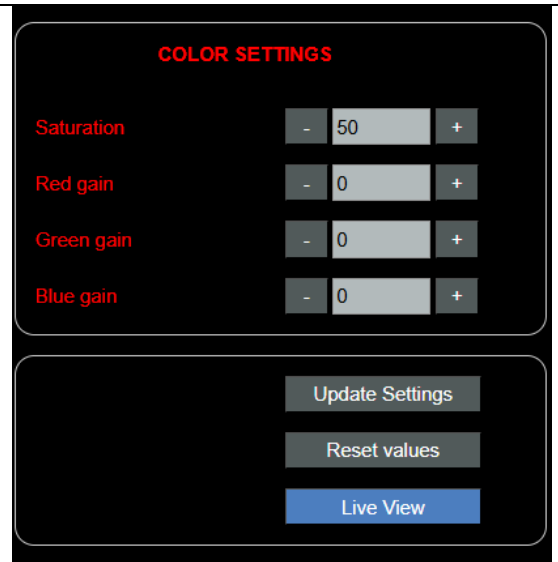 COLOR SETTINGS
Saturation - 50 +
Red gain - 0 +
Green gain - 0 +
Blue gain - 0 +
Update Settings
Reset values
Live View